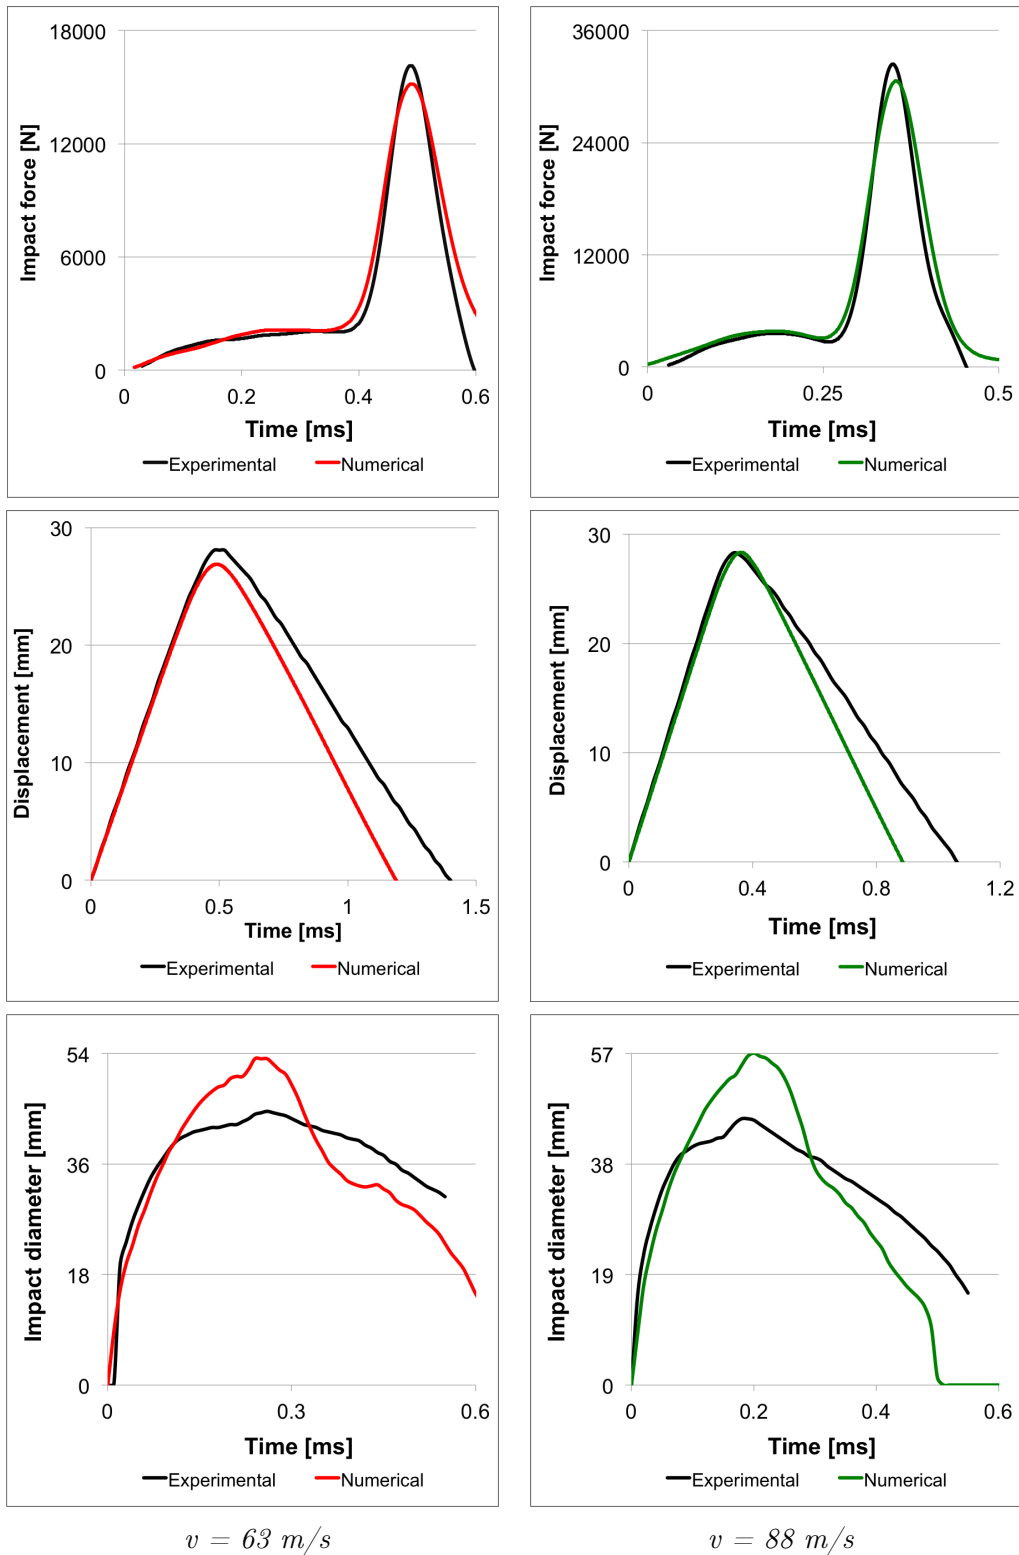 18000
12000
6000
0
0 0.2 0.4 0.6
Impact force [N]
Time [ms]
Experimental Numerical
36000
24000
12000
0
0 0.25 0.5
Impact force [N]
Time [ms]
Experimental Numerical
30
20
10
0
0 0.5 1 1.5
Displacement [mm]
Time [ms]
Experimental Numerical
30
20
10
0
0 0.4 0.8 1.2
Displacement [mm]
Time [ms]
Experimental Numerical
54
36
18
0
0 0.3 0.6
Impact diameter [mm]
Time [ms]
Experimental Numerical
57
38
19
0
0 0.2 0.4 0.6
Impact diameter [mm]
Time [ms]
Experimental Numerical
v = 63 m/s
v = 88 m/s